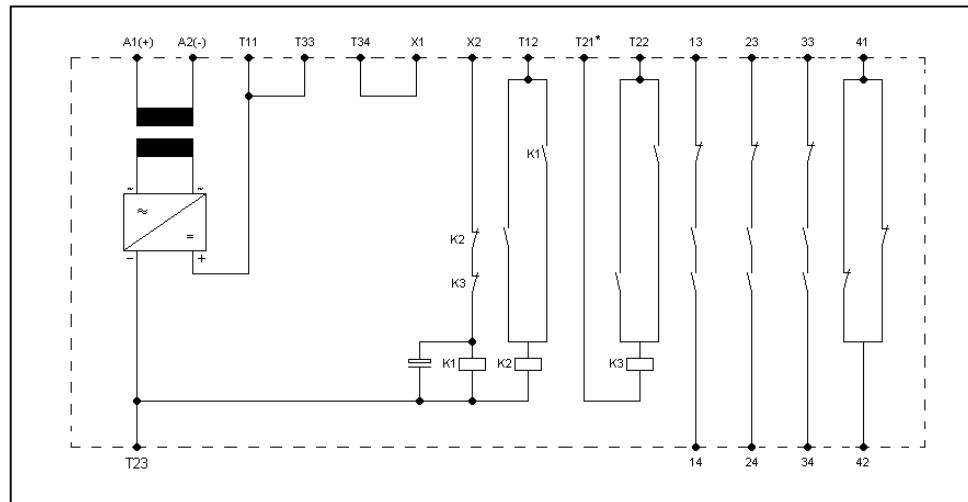 A1(+) A2(-) T11 T33 T34 X1 X2 T12 T21* T22 13 23 33 41
K1
~ ~
≈
K2
=
− +
K3
K1 K2 K3
T23 14 24 34 42